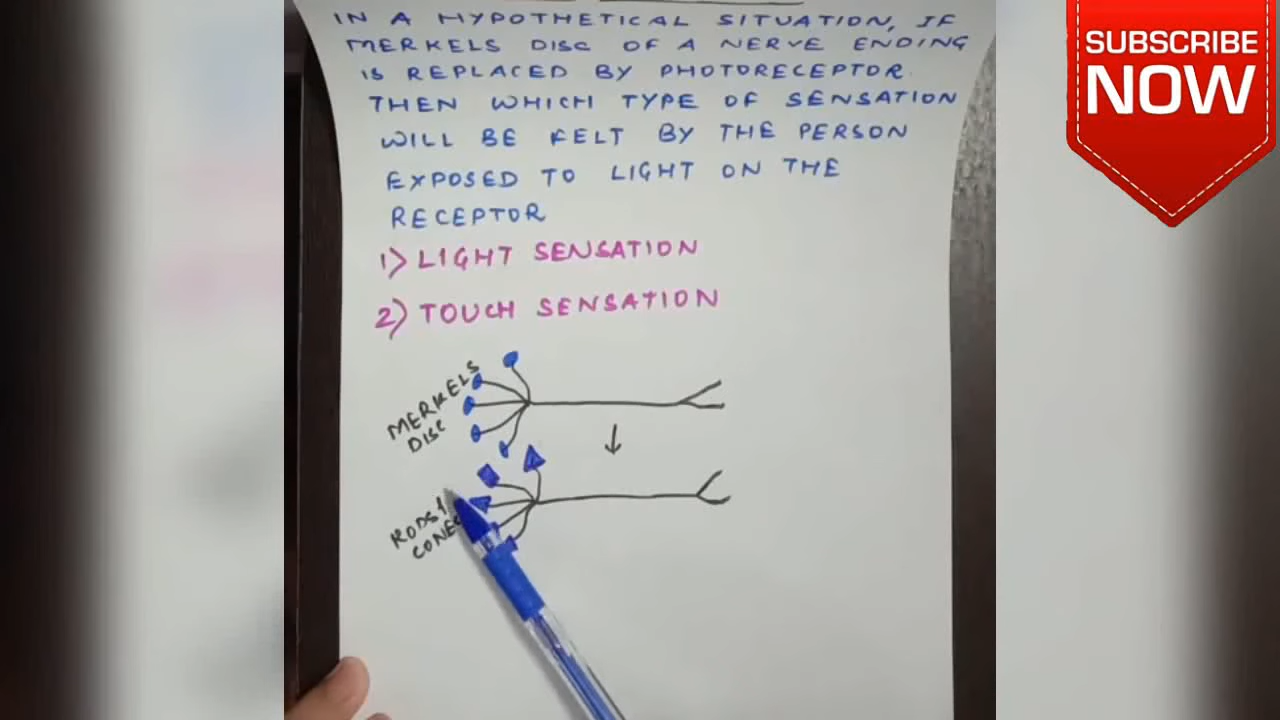 IN A HYPOTHETICAL SITUATION, IF
MERKELS DISC OF A NERVE ENDING
IS REPLACED BY PHOTORECEPTOR.
THEN WHICH TYPE OF SENSATION
WILL BE FELT BY THE PERSON
EXPOSED TO LIGHT ON THE
RECEPTOR
1) LIGHT SENSATION
2) TOUCH SENSATION
MERKELS
DISC
RODS/
SUBSCRIBE
NOW